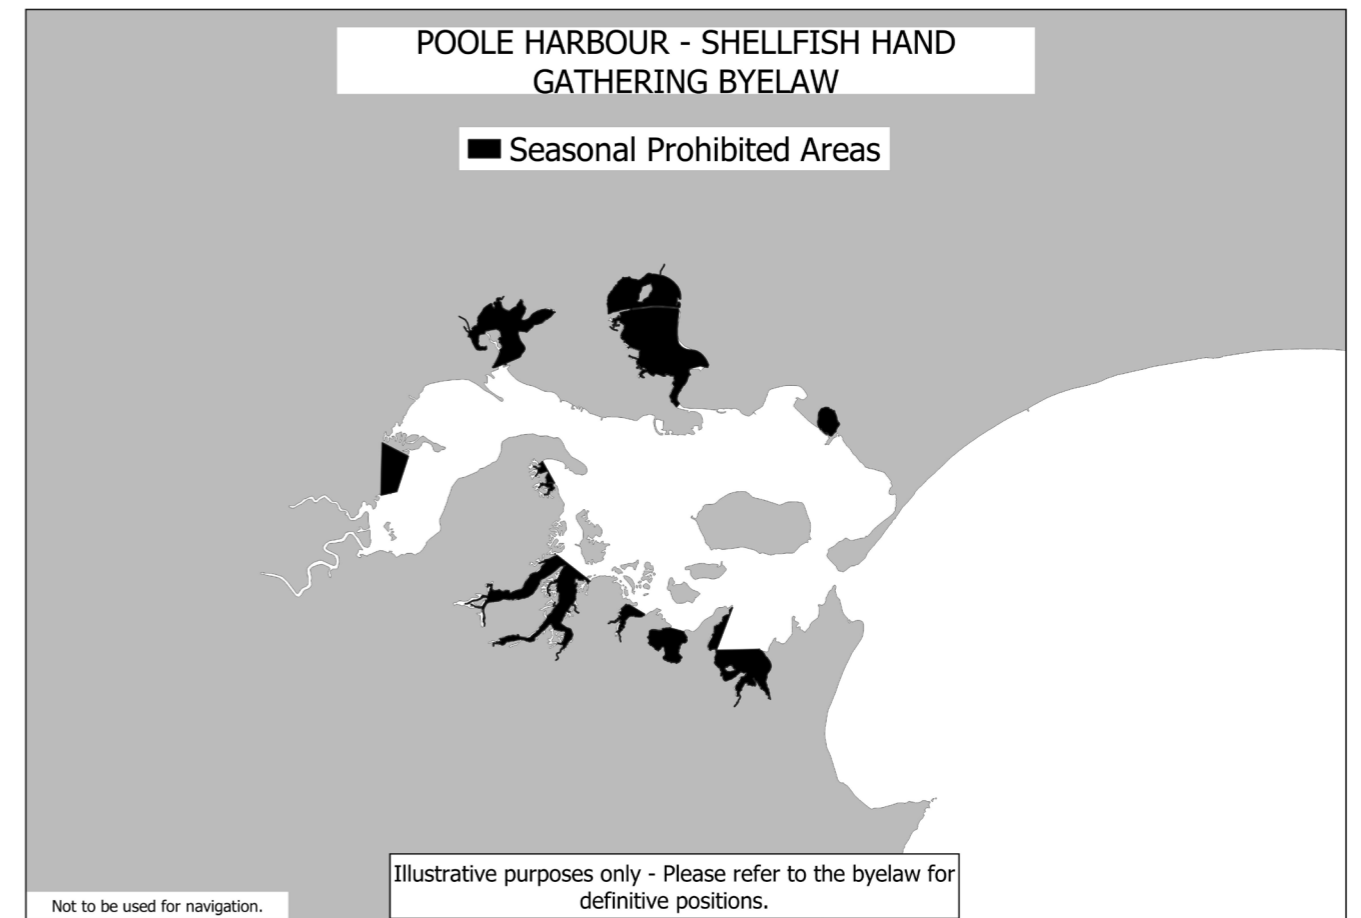 POOLE HARBOUR - SHELLFISH HAND
GATHERING BYELAW
Seasonal Prohibited Areas
Illustrative purposes only - Please refer to the byelaw for
definitive positions.
Not to be used for navigation.